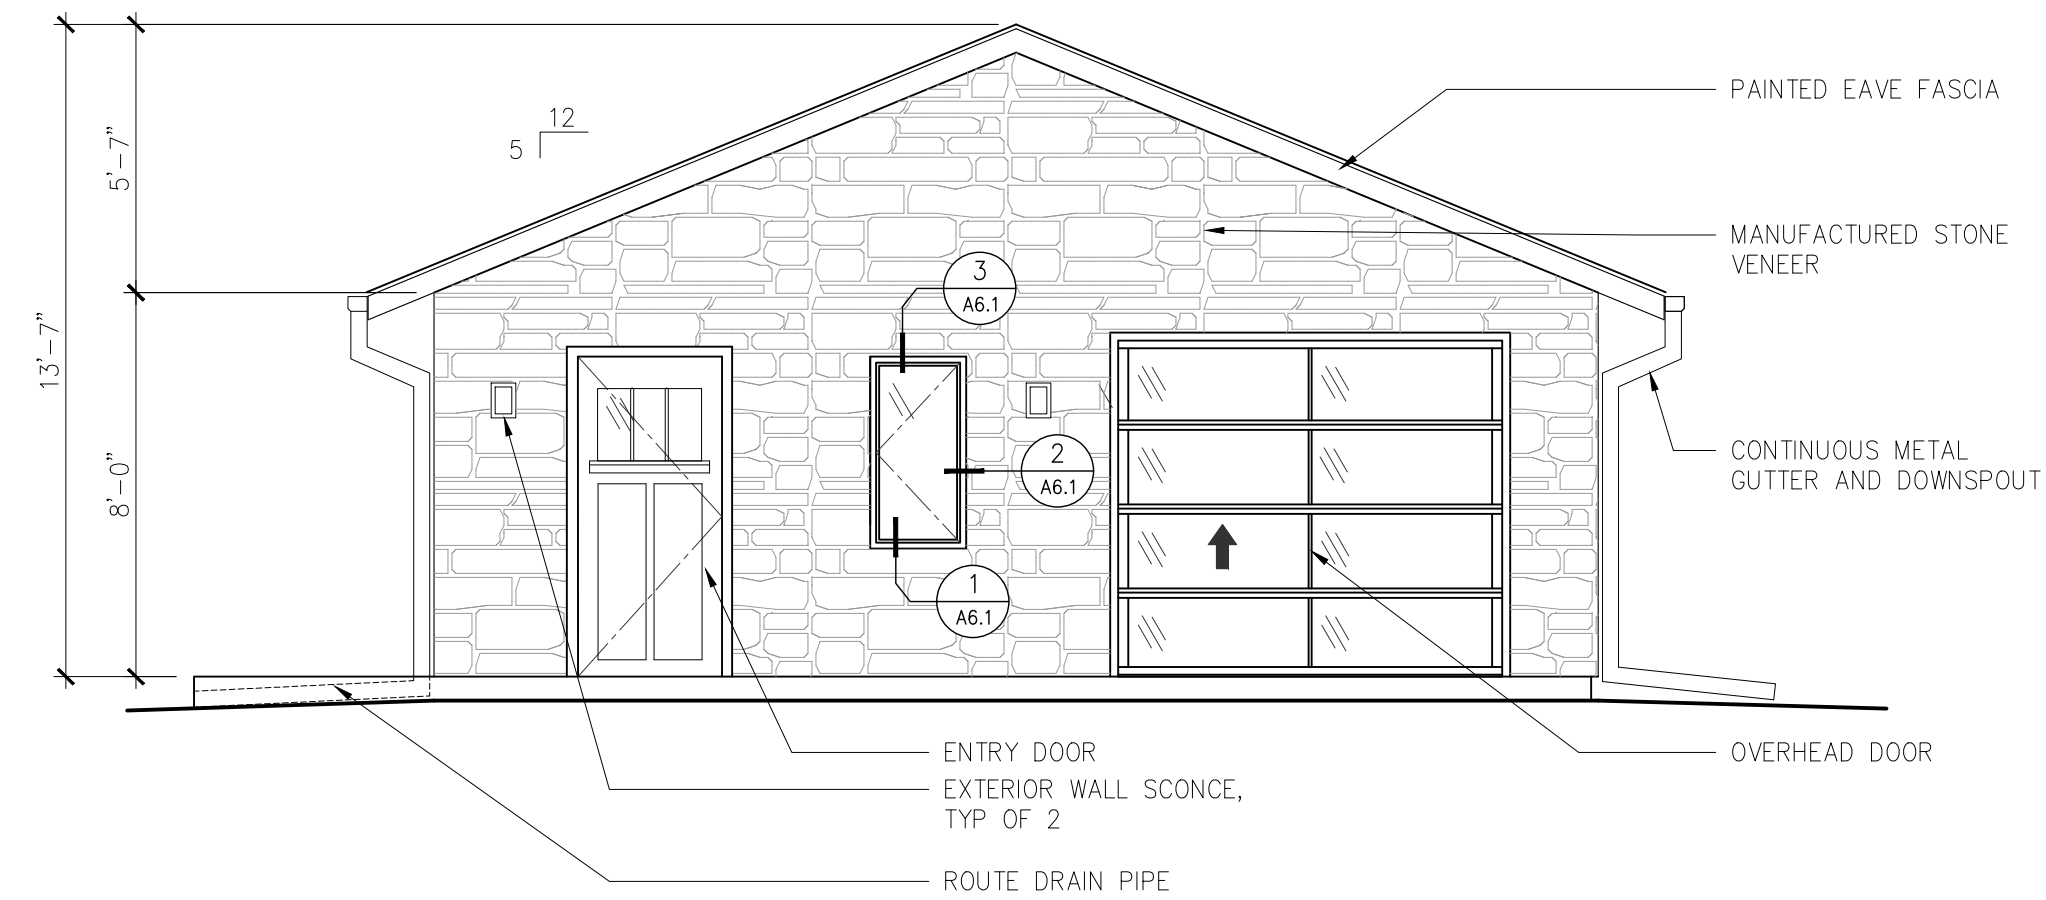 PAINTED EAVE FASCIA
12
5
5'-7"
MANUFACTURED STONE
VENEER
3
A6.1
13'-7"
8'-0"
2
A6.1
CONTINUOUS METAL
GUTTER AND DOWNSPOUT
1
A6.1
ENTRY DOOR
OVERHEAD DOOR
EXTERIOR WALL SCONCE,
TYP OF 2
ROUTE DRAIN PIPE